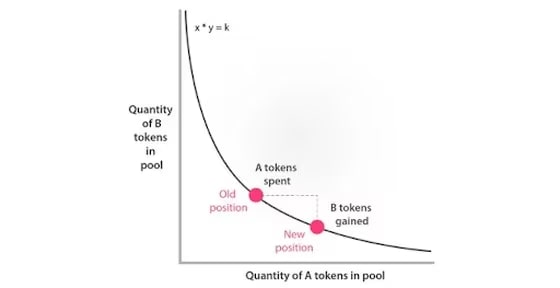 x * y = k
Quantity
of B
tokens
in
pool
A tokens
spent
Old
position
B tokens
gained
New
position
Quantity of A tokens in pool